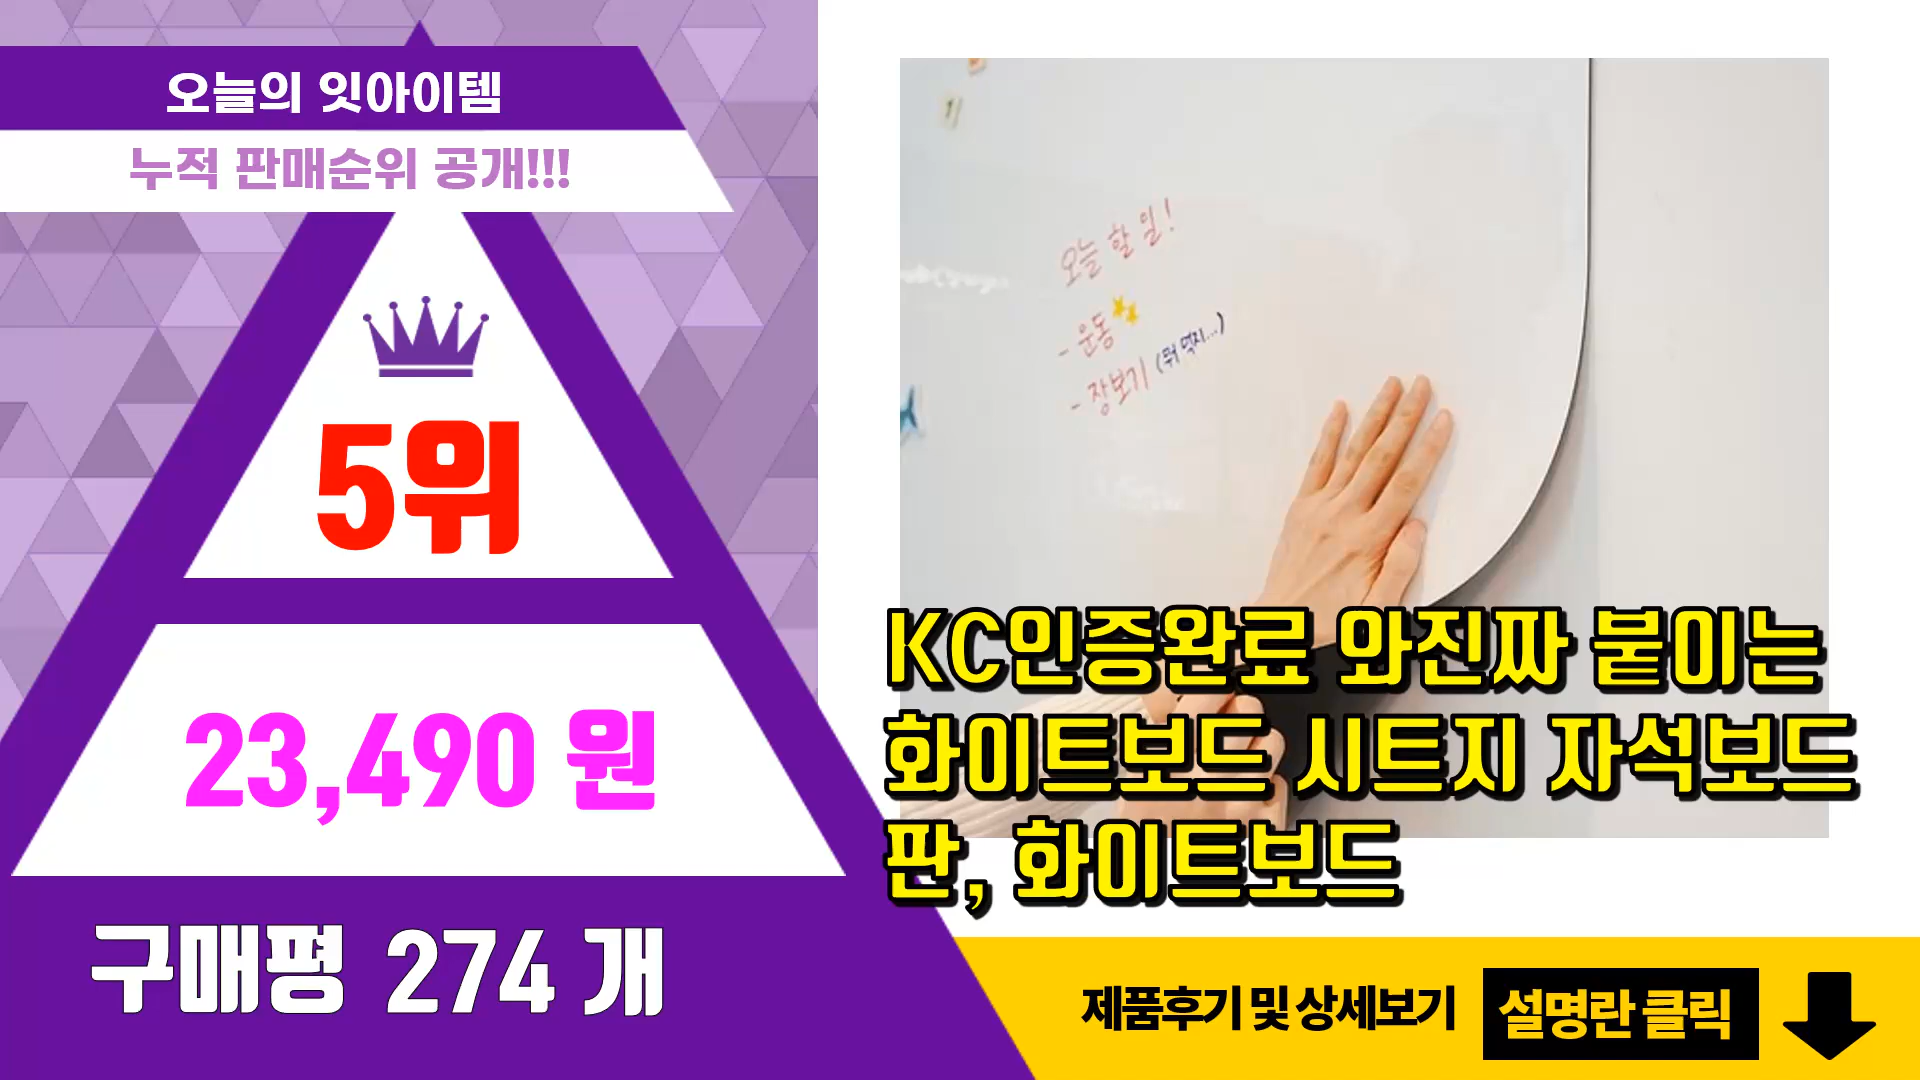 오늘의 잇아이템
누적 판매순위 공개!!!
5위
23,490 원
구매평 274 개
오늘 할 일!
- 운동
- 장보기 (뭐 먹지...)
KC인증완료 와진짜 붙이는
화이트보드 시트지 자석보드
판, 화이트보드
제품후기 및 상세보기
설명란 클릭